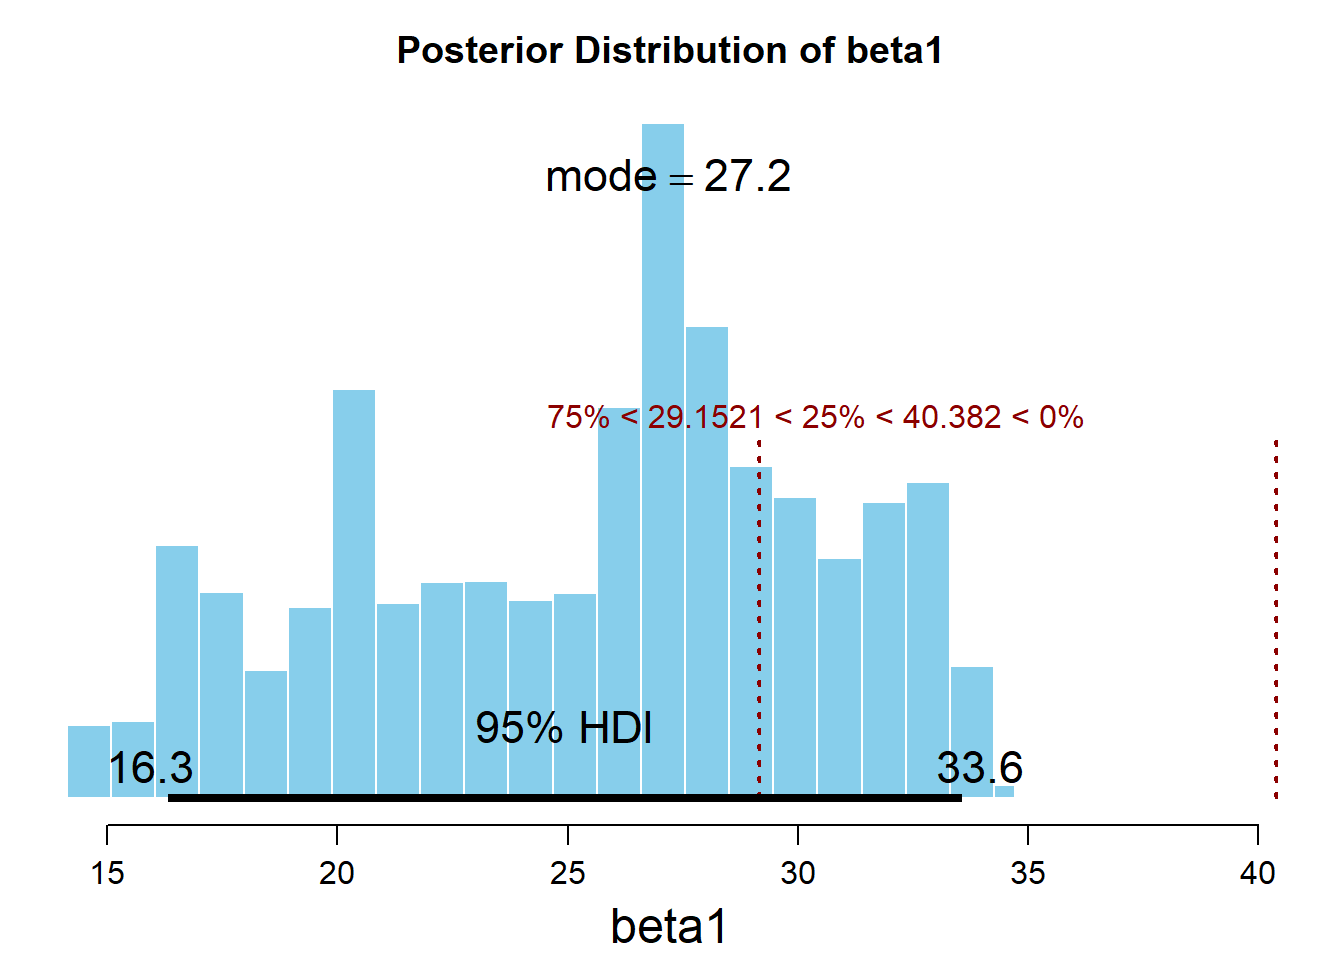 Posterior Distribution of beta1
mode = 27.2
75% < 29.1521 < 25% < 40.382 < 0%
95% HDI
16.3 33.6
15 20 25 30 35 40
beta1